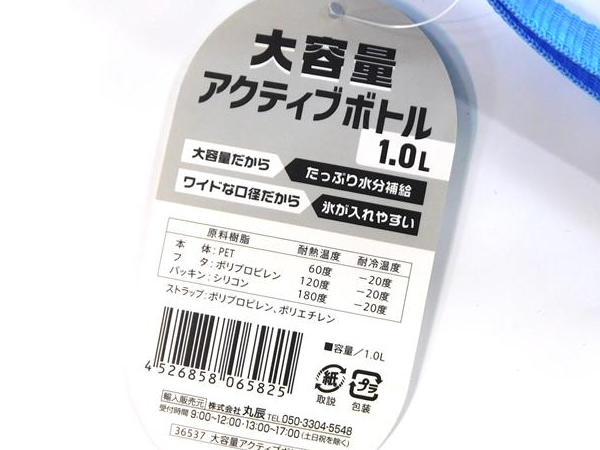 大容量
アクティブボトル
1.0L
大容量だから たっぷり水分補給
ワイドな口径だから 氷が入れやすい
原料樹脂 耐熱温度 耐冷温度
本体:PET 60度 −20度
フタ:ポリプロピレン 120度 −20度
パッキン:シリコン 180度 −20度
ストラップ:ポリプロピレン、ポリエチレン
■容量/1.0L
4 526858 065825
紙 プラ
取説 包装
輸入販売元 株式会社 丸辰 TEL 050-3304-5548
受付時間 9:00~12:00・13:00~17:00(土日祝を除く)
36537 大容量アクティブボ